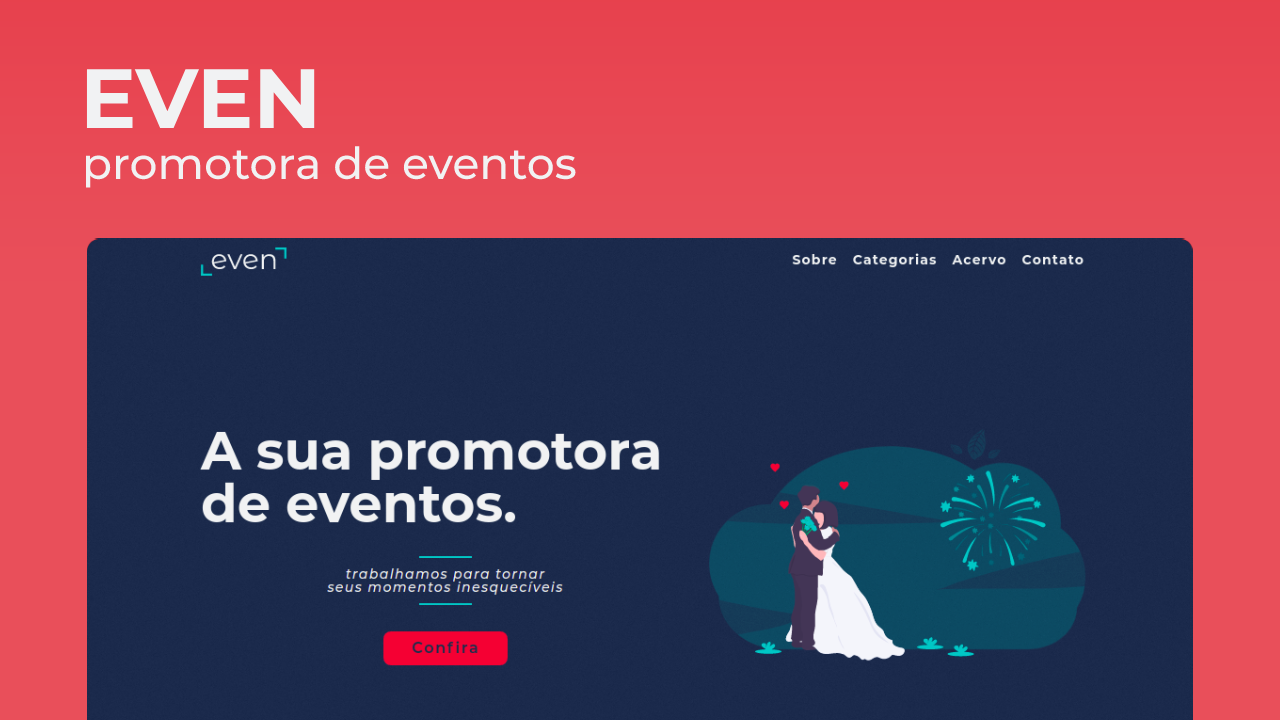 EVEN
promotora de eventos
even
Sobre Categorias Acervo Contato
A sua promotora
de eventos.
trabalhamos para tornar
seus momentos inesquecíveis
Confira